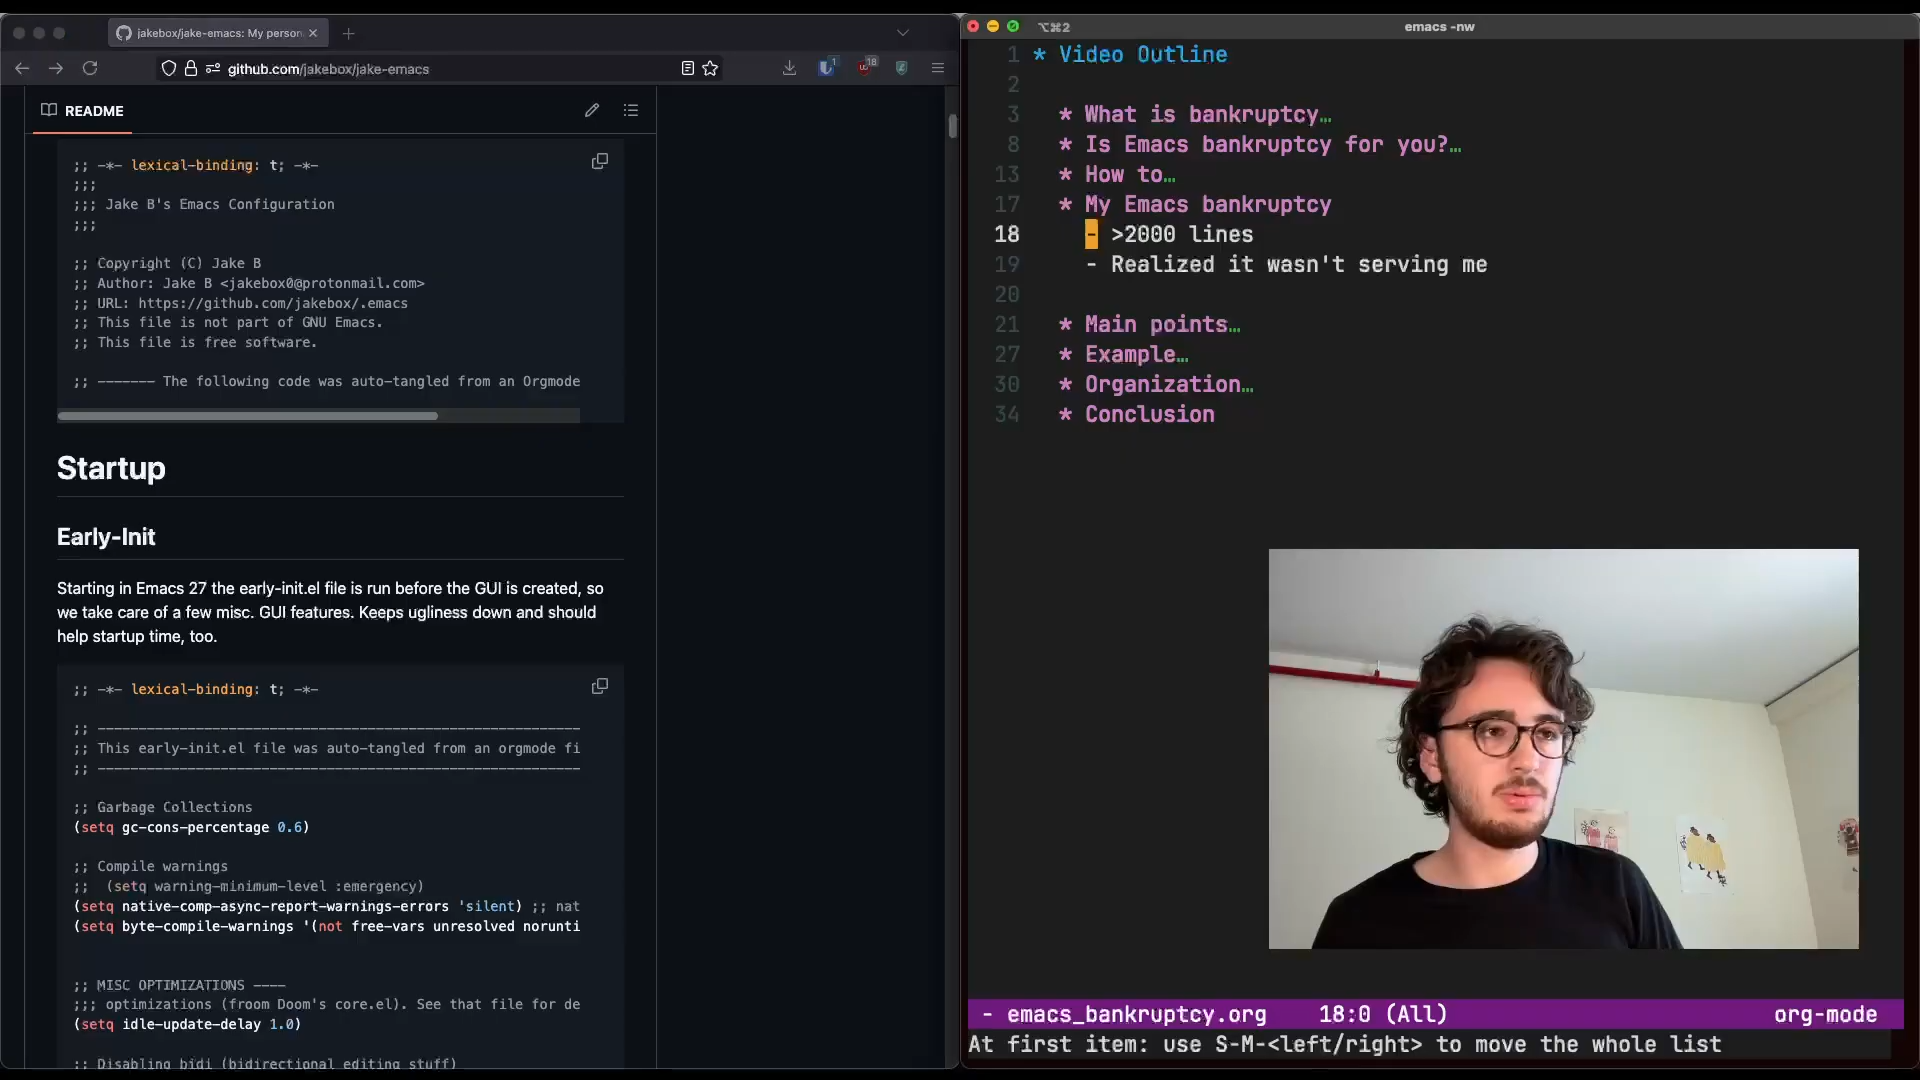 jakebox/jake-emacs: My person
github.com/jakebox/jake-emacs
1
18
README
;; -*- lexical-binding: t; -*-
;;;
;;; Jake B's Emacs Configuration
;;;
;; Copyright (C) Jake B
;; Author: Jake B <jakebox0@protonmail.com>
;; URL: https://github.com/jakebox/.emacs
;; This file is not part of GNU Emacs.
;; This file is free software.
;; ------- The following code was auto-tangled from an Orgmode
Startup
Early-Init
Starting in Emacs 27 the early-init.el file is run before the GUI is created, so
we take care of a few misc. GUI features. Keeps ugliness down and should
help startup time, too.
;; -*- lexical-binding: t; -*-
;; -----------------------------------------------------------
;; This early-init.el file was auto-tangled from an orgmode fi
;; -----------------------------------------------------------
;; Garbage Collections
(setq gc-cons-percentage 0.6)
;; Compile warnings
;;  (setq warning-minimum-level :emergency)
(setq native-comp-async-report-warnings-errors 'silent) ;; nat
(setq byte-compile-warnings '(not free-vars unresolved norunti
;; MISC OPTIMIZATIONS ----
;;; optimizations (froom Doom's core.el). See that file for de
(setq idle-update-delay 1.0)
;; Disabling bidi (bidirectional editing stuff)
⌥⌘2
emacs -nw
1 * Video Outline
2
3 * What is bankruptcy…
8 * Is Emacs bankruptcy for you?…
13 * How to…
17 * My Emacs bankruptcy
18 - >2000 lines
19 - Realized it wasn't serving me
20
21 * Main points…
27 * Example…
30 * Organization…
34 * Conclusion
- emacs_bankruptcy.org 18:0 (All) org-mode
At first item: use S-M-<left/right> to move the whole list